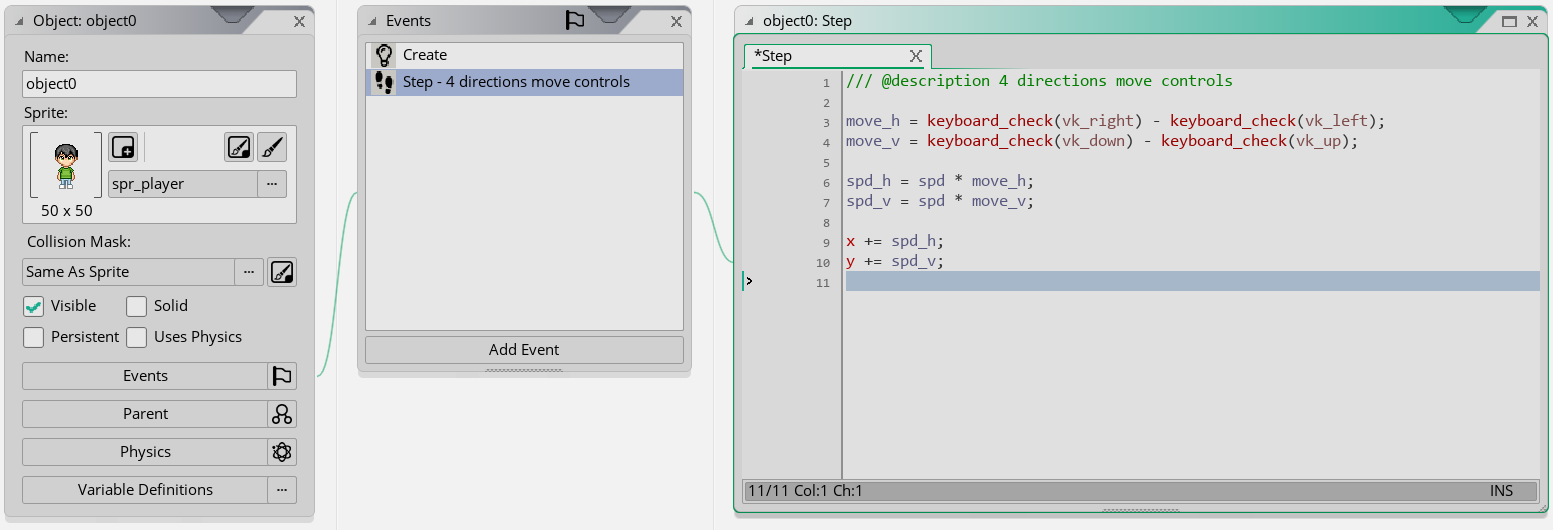 Object: object0
Name:
object0
Sprite:
spr_player
...
50 x 50
Collision Mask:
Same As Sprite
...
Visible
Solid
Persistent
Uses Physics
Events
Parent
Physics
Variable Definitions
...
Events
Create
Step - 4 directions move controls
Add Event
object0: Step
*Step
1 /// @description 4 directions move controls
2
3 move_h = keyboard_check(vk_right) - keyboard_check(vk_left);
4 move_v = keyboard_check(vk_down) - keyboard_check(vk_up);
5
6 spd_h = spd * move_h;
7 spd_v = spd * move_v;
8
9 x += spd_h;
10 y += spd_v;
> 11
11/11 Col:1 Ch:1 INS